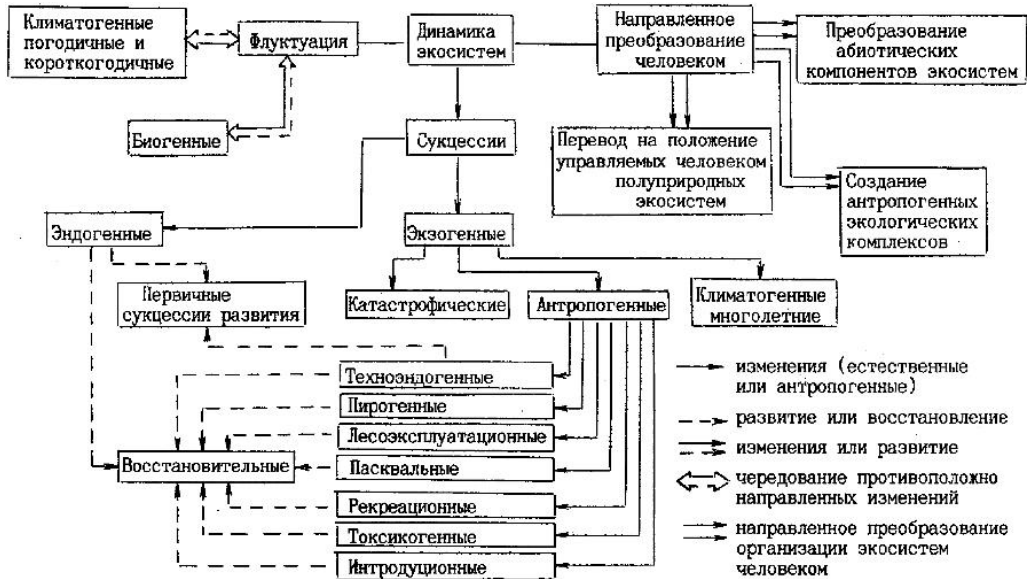 Климатогенные
погодичные и
короткогодичные
Флуктуация
Динамика
экосистем
Направленное
преобразование
человеком
Преобразование
абиотических
компонентов экосистем
Биогенные
Сукцессии
Перевод на положение
управляемых человеком
полуприродных
экосистем
Создание
антропогенных
экологических
комплексов
Эндогенные
Экзогенные
Первичные
сукцессии развития
Катастрофические
Антропогенные
Климатогенные
многолетние
Техноэндогенные
Пирогенные
Лесоэксплуатационные
Восстановительные
Пасквальные
Рекреационные
Токсикогенные
Интродуционные
изменения (естественные
или антропогенные)
развитие или восстановление
изменения или развитие
чередование противоположно
направленных изменений
направленное преобразование
организации экосистем
человеком